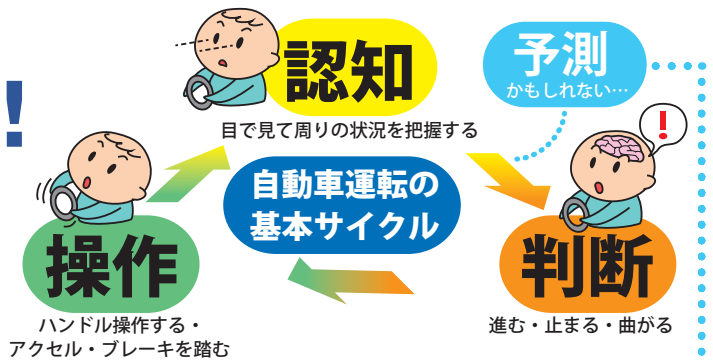 !
認知
目で見て周りの状況を把握する
予測
かもしれない…
!
自動車運転の
基本サイクル
操作
ハンドル操作する・
アクセル・ブレーキを踏む
判断
進む・止まる・曲がる